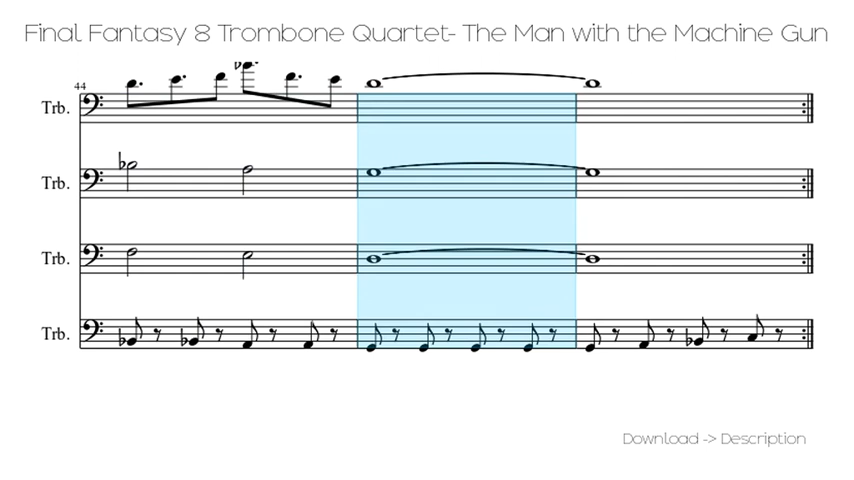 Final Fantasy 8 Trombone Quartet- The Man with the Machine Gun
44
Trb.
Trb.
Trb.
Trb.
Download -> Description